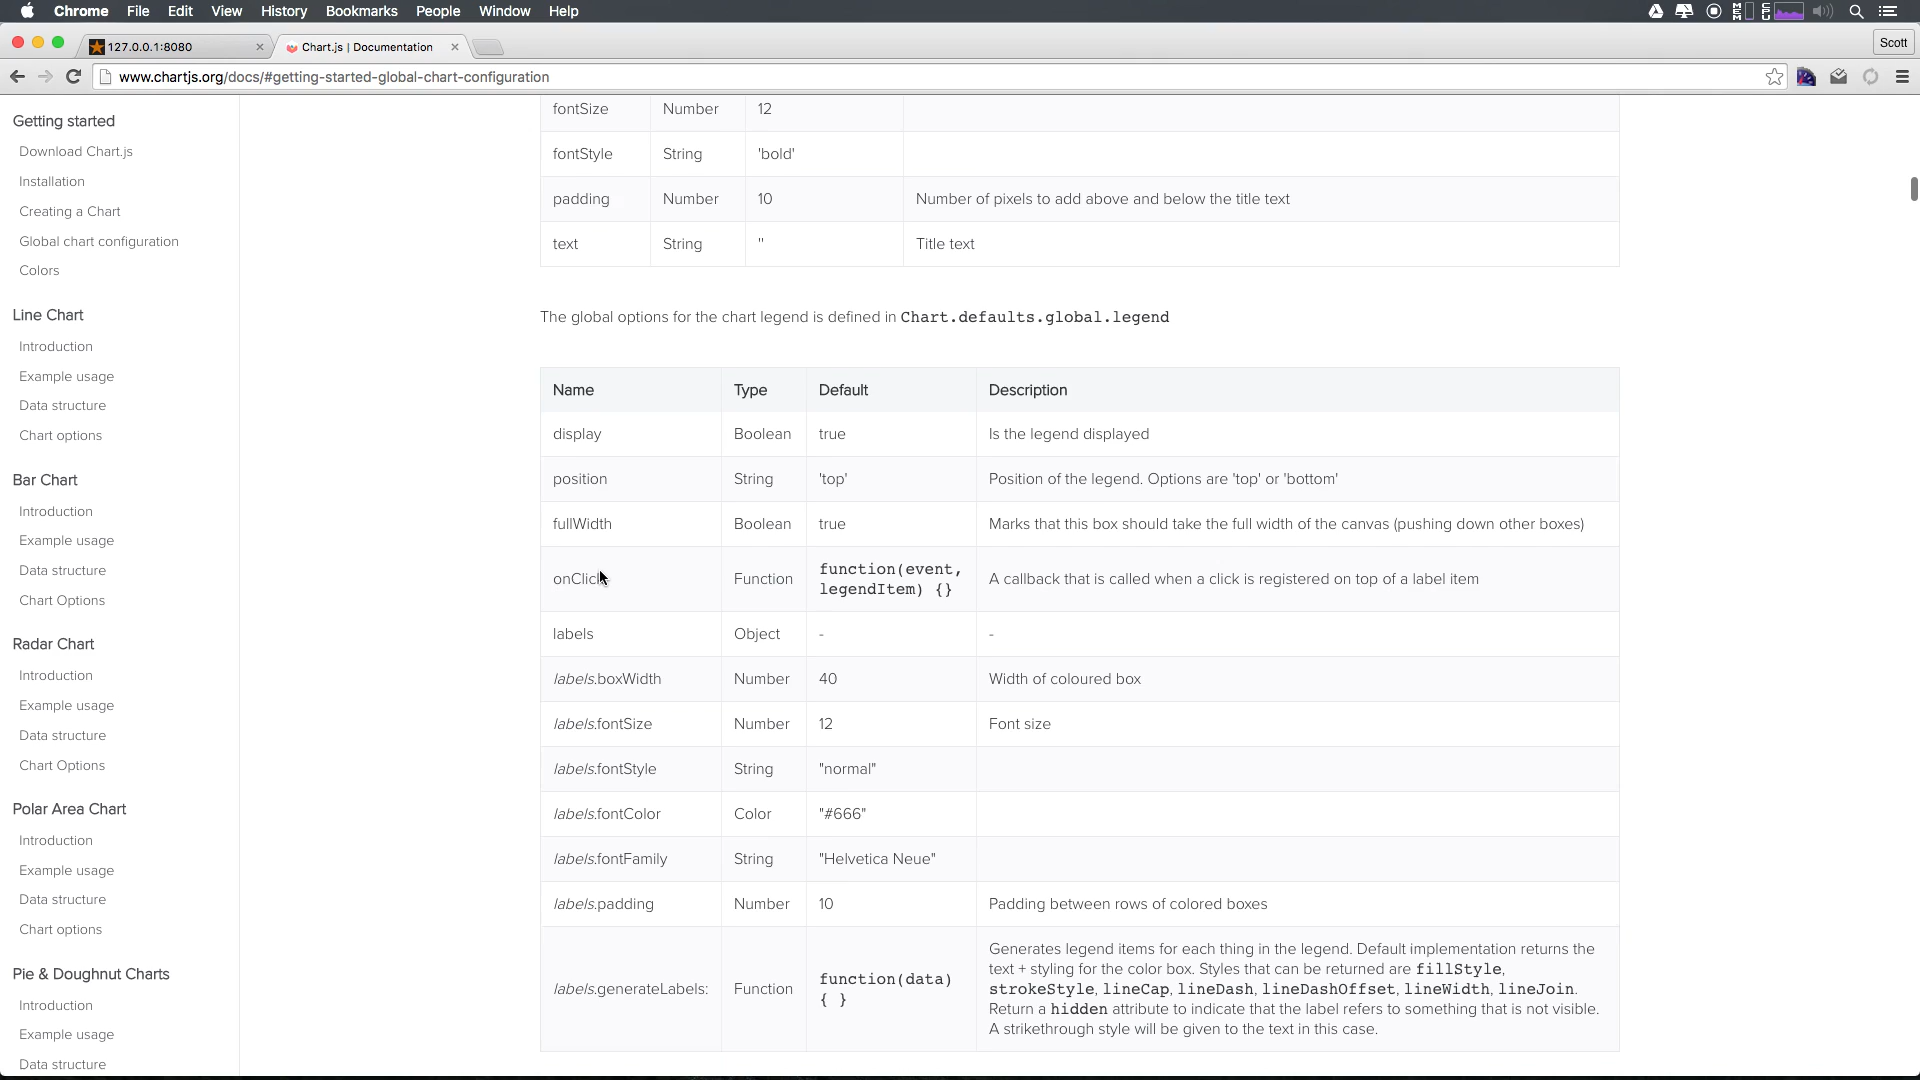 Chrome File Edit View History Bookmarks People Window Help
127.0.0.1:8080
Chart.js | Documentation
Scott
www.chartjs.org/docs/#getting-started-global-chart-configuration
Getting started
Download Chart.js
Installation
Creating a Chart
Global chart configuration
Colors
Line Chart
Introduction
Example usage
Data structure
Chart options
Bar Chart
Introduction
Example usage
Data structure
Chart Options
Radar Chart
Introduction
Example usage
Data structure
Chart Options
Polar Area Chart
Introduction
Example usage
Data structure
Chart options
Pie & Doughnut Charts
Introduction
Example usage
Data structure
fontSize Number 12
fontStyle String 'bold'
padding Number 10 Number of pixels to add above and below the title text
text String '' Title text
The global options for the chart legend is defined in Chart.defaults.global.legend
Name Type Default Description
display Boolean true Is the legend displayed
position String 'top' Position of the legend. Options are 'top' or 'bottom'
fullWidth Boolean true Marks that this box should take the full width of the canvas (pushing down other boxes)
onClick Function function(event, legendItem) {} A callback that is called when a click is registered on top of a label item
labels Object - -
labels.boxWidth Number 40 Width of coloured box
labels.fontSize Number 12 Font size
labels.fontStyle String "normal"
labels.fontColor Color "#666"
labels.fontFamily String "Helvetica Neue"
labels.padding Number 10 Padding between rows of colored boxes
labels.generateLabels: Function function(data) { }
Generates legend items for each thing in the legend. Default implementation returns the
text + styling for the color box. Styles that can be returned are fillStyle,
strokeStyle, lineCap, lineDash, lineDashOffset, lineWidth, lineJoin.
Return a hidden attribute to indicate that the label refers to something that is not visible.
A strikethrough style will be given to the text in this case.